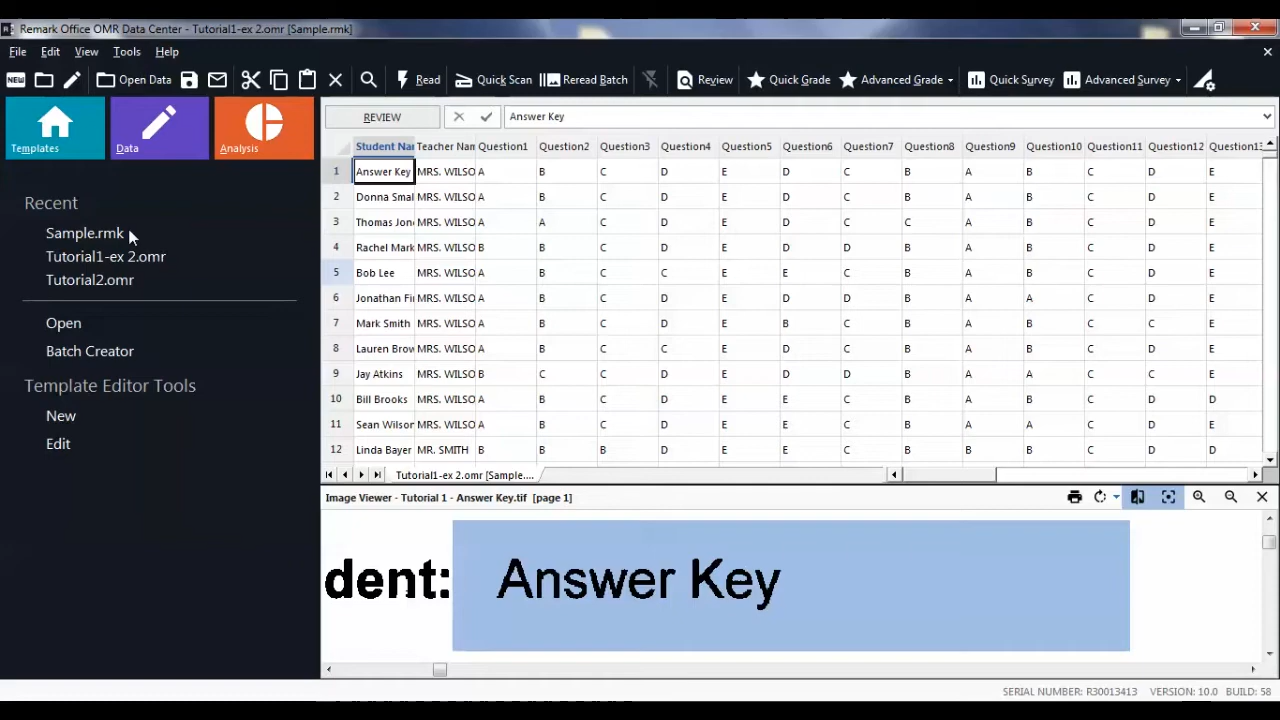 Remark Office OMR Data Center - Tutorial1-ex 2.omr [Sample.rmk]
File Edit View Tools Help
NEW Open Data Read Quick Scan Reread Batch Review Quick Grade Advanced Grade Quick Survey Advanced Survey
Templates Data Analysis
REVIEW Answer Key
Recent
Sample.rmk
Tutorial1-ex 2.omr
Tutorial2.omr
Open
Batch Creator
Template Editor Tools
New
Edit
Student Nar Teacher Nam Question1 Question2 Question3 Question4 Question5 Question6 Question7 Question8 Question9 Question10 Question11 Question12 Question13
1 Answer Key MRS. WILSO A B C D E D C B A B C D E
2 Donna Smal MRS. WILSO A B C D E D C B A B C D E
3 Thomas Jone MRS. WILSO A A C D E D C C A B C D E
4 Rachel Mark MRS. WILSO B B C D E D C B A B C D E
5 Bob Lee MRS. WILSO A B C C E E C B A B C D E
6 Jonathan Fir MRS. WILSO A B C D E D D B A A C D E
7 Mark Smith MRS. WILSO A B C D E B C B A B C C E
8 Lauren Brow MRS. WILSO A B C C E D C B A B C D E
9 Jay Atkins MRS. WILSO B C C D E D D B A A C C E
10 Bill Brooks MRS. WILSO A B C D E E C B A B C D D
11 Sean Wilson MRS. WILSO A B C D E E C B A A C D E
12 Linda Bayer MR. SMITH B B B D E E C B B B C D D
Tutorial1-ex 2.omr [Sample....
Image Viewer - Tutorial 1 - Answer Key.tif [page 1]
dent: Answer Key
SERIAL NUMBER: R30013413 VERSION: 10.0 BUILD: 58